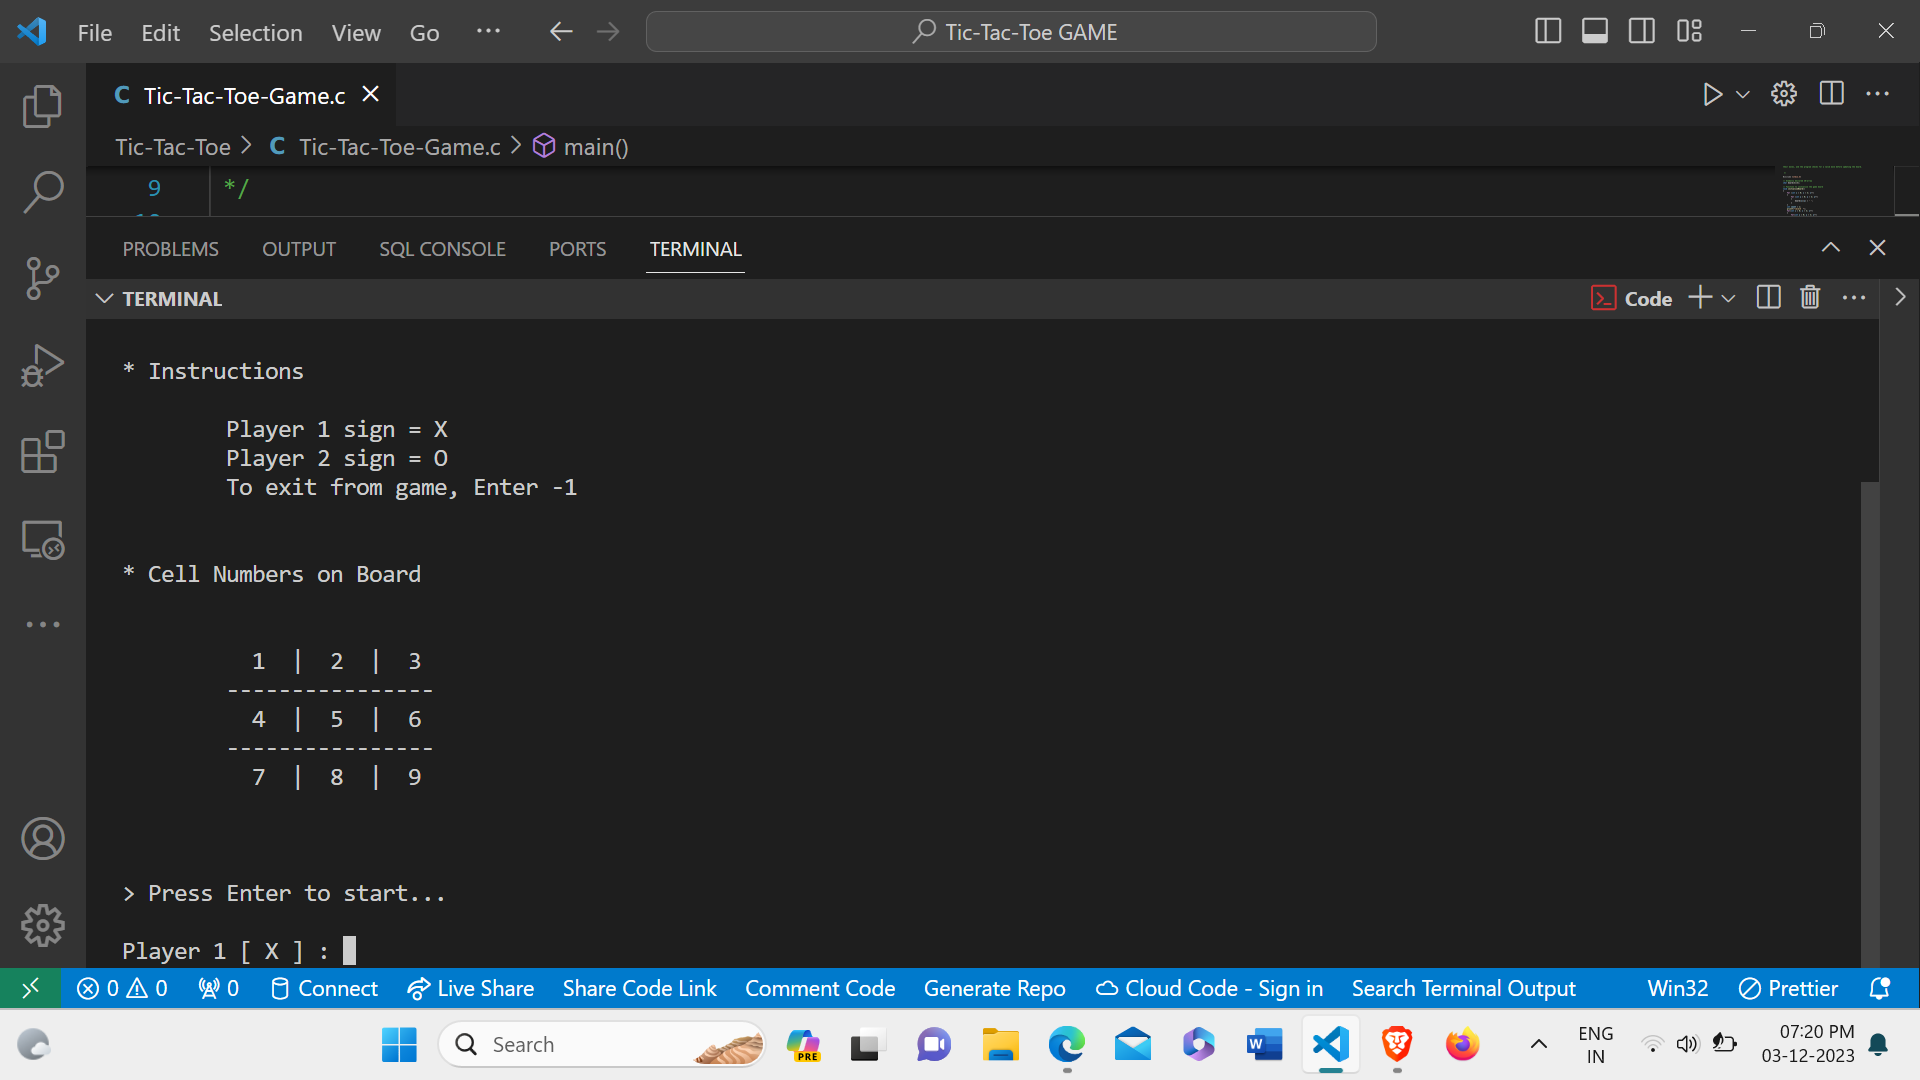 File Edit Selection View Go ··· Tic-Tac-Toe GAME
C Tic-Tac-Toe-Game.c
Tic-Tac-Toe > C Tic-Tac-Toe-Game.c > main()
9 */
PROBLEMS OUTPUT SQL CONSOLE PORTS TERMINAL
TERMINAL Code
* Instructions
Player 1 sign = X
Player 2 sign = O
To exit from game, Enter -1
* Cell Numbers on Board
1 | 2 | 3
----------------
4 | 5 | 6
----------------
7 | 8 | 9
> Press Enter to start...
Player 1 [ X ] :
0 0 0 Connect Live Share Share Code Link Comment Code Generate Repo Cloud Code - Sign in Search Terminal Output Win32 Prettier
Search PRE W ENG 07:20 PM
IN 03-12-2023